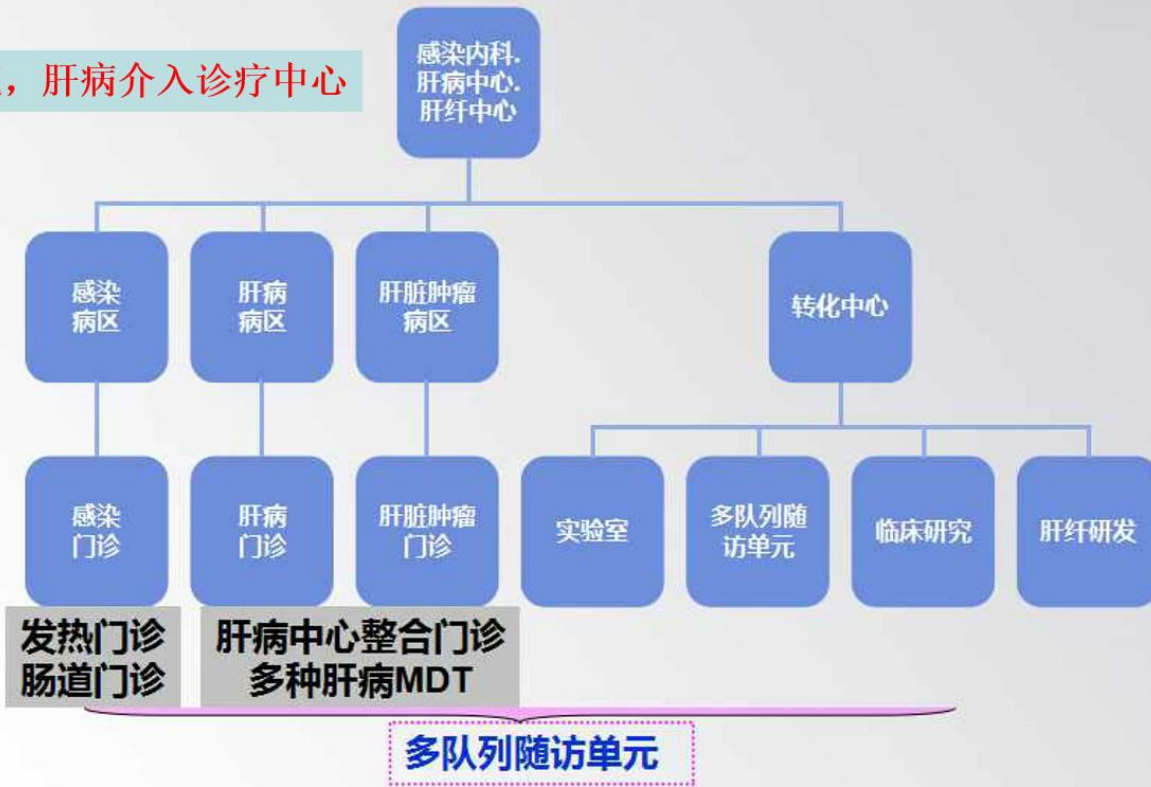 ，肝病介入诊疗中心
感染内科.
肝病中心.
肝纤中心
感染
病区
肝病
病区
肝脏肿瘤
病区
转化中心
感染
门诊
肝病
门诊
肝脏肿瘤
门诊
实验室
多队列随
访单元
临床研究
肝纤研发
发热门诊
肠道门诊
肝病中心整合门诊
多种肝病MDT
多队列随访单元